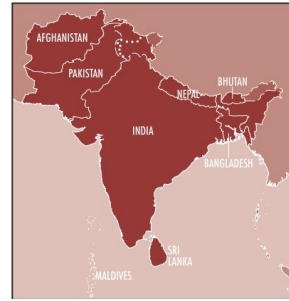 AFGHANISTAN
PAKISTAN
NEPAL
BHUTAN
INDIA
BANGLADESH
SRI
LANKA
MALDIVES